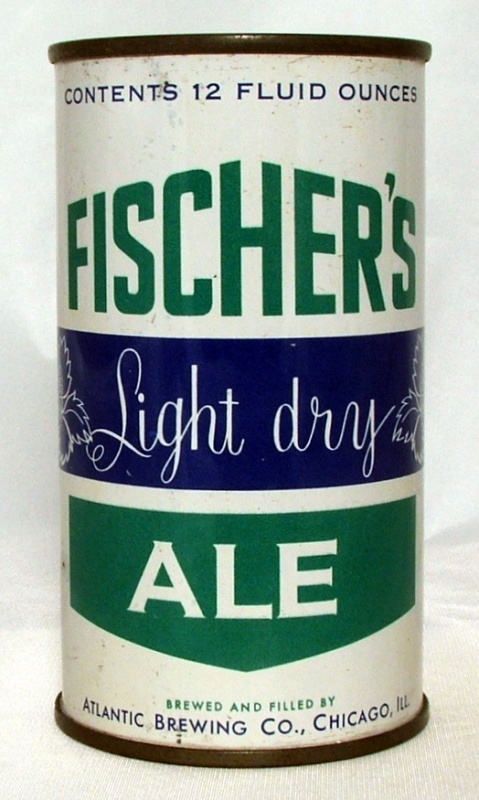 CONTENTS 12 FLUID OUNCES
FISCHER'S
Light dry
ALE
BREWED AND FILLED BY
ATLANTIC BREWING CO., CHICAGO, ILL.